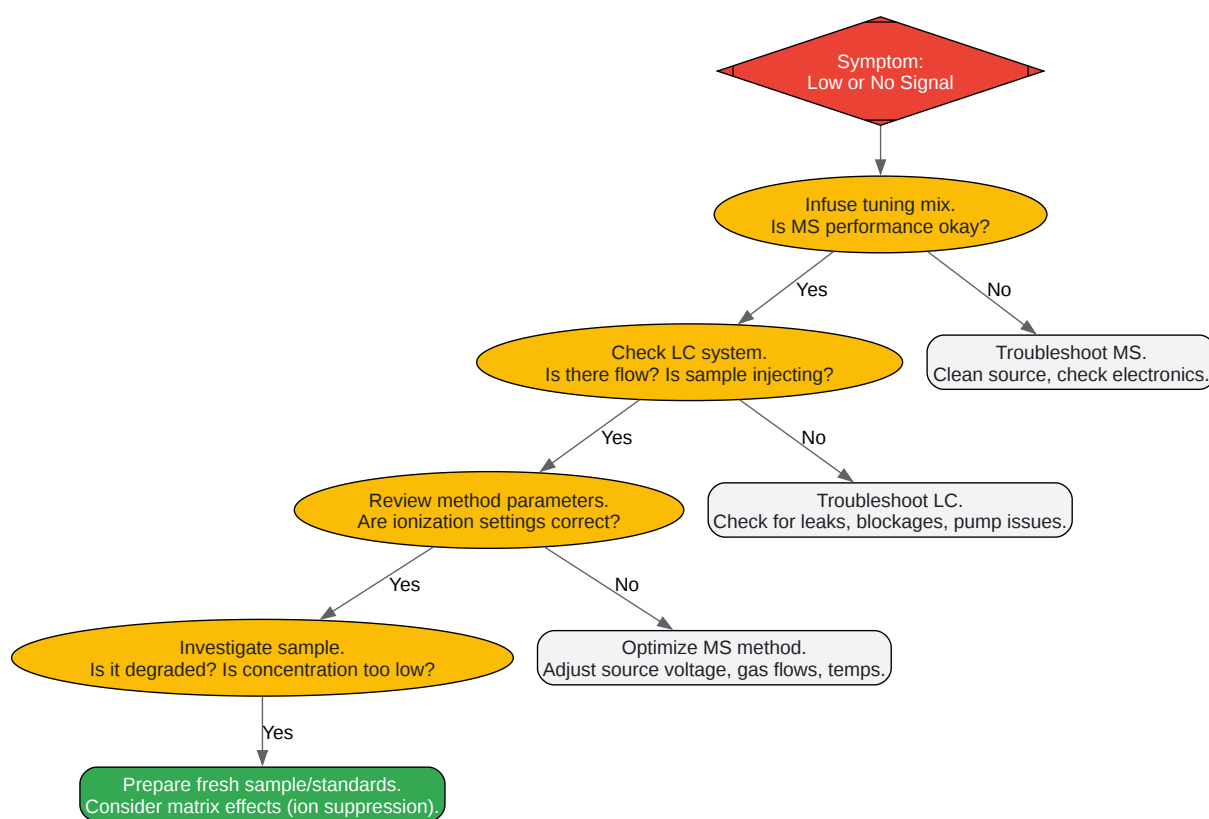 Symptom:
Low or No Signal
Infuse tuning mix.
Is MS performance okay?
Yes
No
Check LC system.
Is there flow? Is sample injecting?
Troubleshoot MS.
Clean source, check electronics.
Yes
No
Review method parameters.
Are ionization settings correct?
Troubleshoot LC.
Check for leaks, blockages, pump issues.
Yes
No
Investigate sample.
Is it degraded? Is concentration too low?
Optimize MS method.
Adjust source voltage, gas flows, temps.
Yes
Prepare fresh sample/standards.
Consider matrix effects (ion suppression).